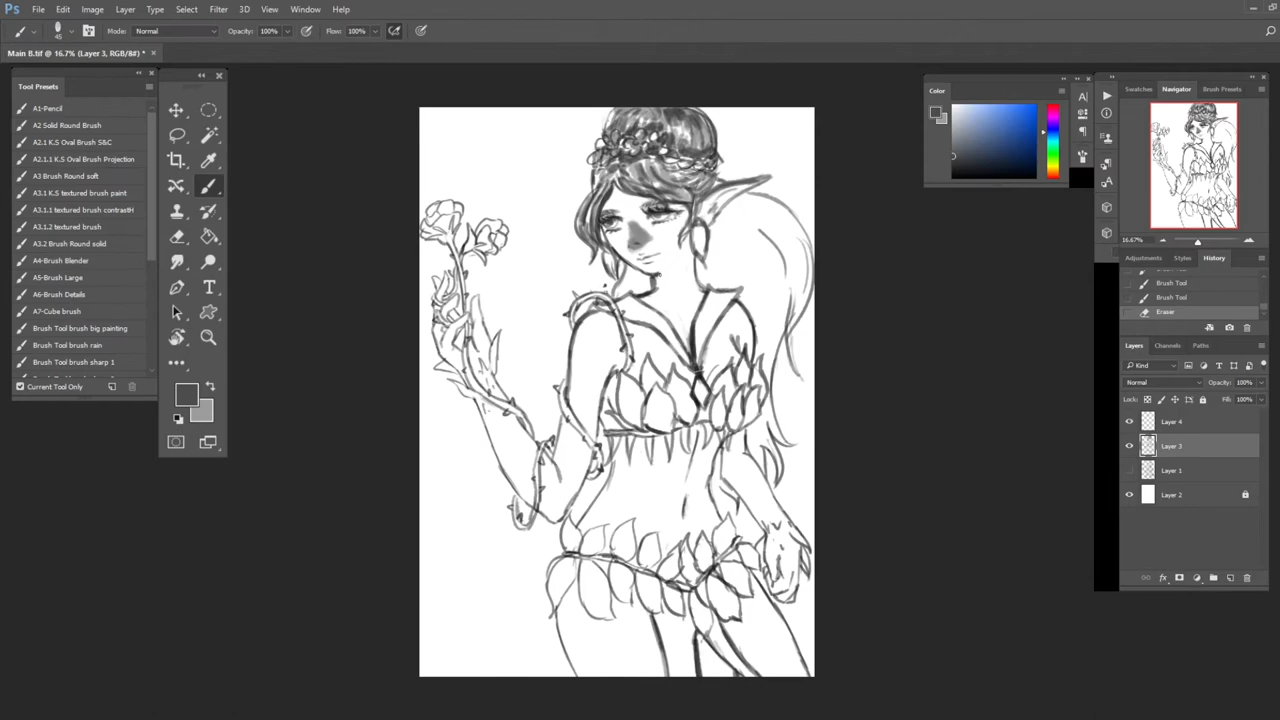 Ps File Edit Image Layer Type Select Filter 3D View Window Help
45 Mode: Normal Opacity: 100% Flow: 100%
Main B.tif @ 16.7% (Layer 3, RGB/8#) * ×
Tool Presets
A1-Pencil
A2 Solid Round Brush
A2.1 K.S Oval Brush S&C
A2.1.1 K.S Oval Brush Projection
A3 Brush Round soft
A3.1 K.S textured brush paint
A3.1.1 textured brush contrastH
A3.1.2 textured brush
A3.2 Brush Round solid
A4-Brush Blender
A5-Brush Large
A6-Brush Details
A7-Cube brush
Brush Tool brush big painting
Brush Tool brush rain
Brush Tool brush sharp 1
Current Tool Only
Color
Swatches Navigator Brush Presets
16.67%
Adjustments Styles History
Brush Tool
Brush Tool
Eraser
Layers Channels Paths
Kind
Normal Opacity: 100%
Lock: Fill: 100%
Layer 4
Layer 3
Layer 1
Layer 2